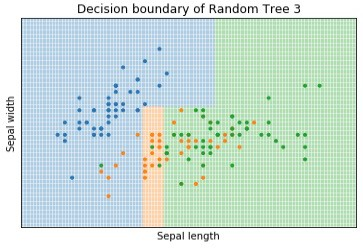 Decision boundary of Random Tree 3
Sepal width
Sepal length